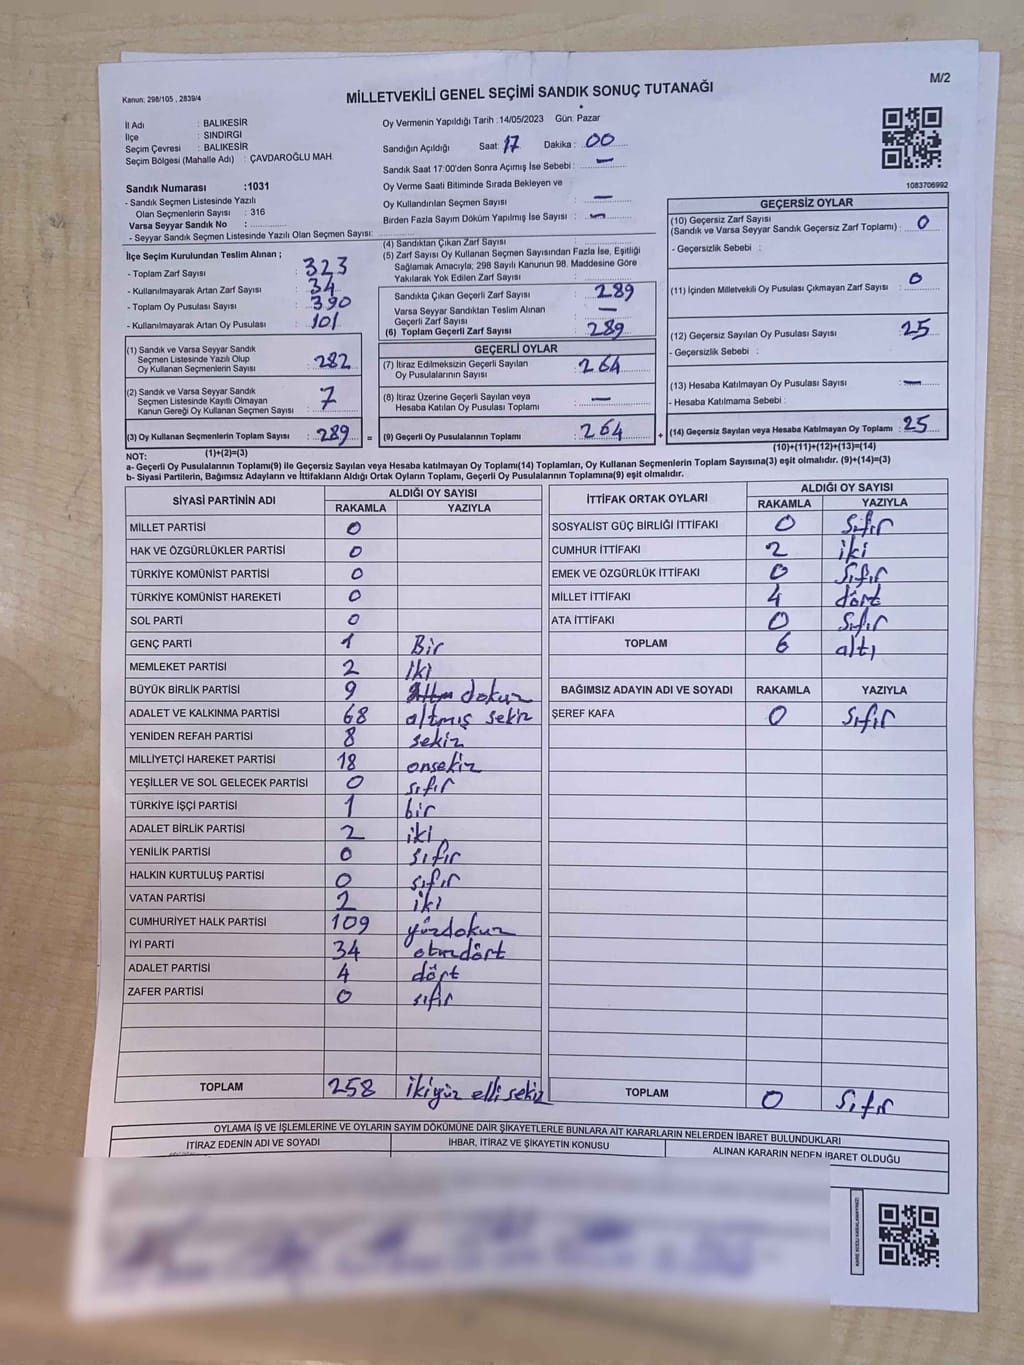 M/2
Kanun: 298/105 , 2839/4
MİLLETVEKİLİ GENEL SEÇİMİ SANDIK SONUÇ TUTANAĞI
İl Adı : BALIKESİR
İlçe : SINDIRGI
Seçim Çevresi : BALIKESİR
Seçim Bölgesi (Mahalle Adı) : ÇAVDAROĞLU MAH.
Sandık Numarası :1031
- Sandık Seçmen Listesinde Yazılı
Olan Seçmenlerin Sayısı : 316
Varsa Seyyar Sandık No :
- Seyyar Sandık Seçmen Listesinde Yazılı Olan Seçmen Sayısı:
Oy Vermenin Yapıldığı Tarih :14/05/2023 Gün: Pazar
Sandığın Açıldığı Saat: 17 Dakika : 00
Sandık Saat 17:00'den Sonra Açımış İse Sebebi : —
Oy Verme Saati Bitiminde Sırada Bekleyen ve
Oy Kullandırılan Seçmen Sayısı : —
Birden Fazla Sayım Döküm Yapılmış İse Sayısı : —
1083706992
İlçe Seçim Kurulundan Teslim Alınan ;
- Toplam Zarf Sayısı : 323
- Kullanılmayarak Artan Zarf Sayısı : 34
- Toplam Oy Pusulası Sayısı : 390
- Kullanılmayarak Artan Oy Pusulası : 101
(1) Sandık ve Varsa Seyyar Sandık
Seçmen Listesinde Yazılı Olup
Oy Kullanan Seçmenlerin Sayısı : 282
(2) Sandık ve Varsa Seyyar Sandık
Seçmen Listesinde Kayıtlı Olmayan
Kanun Gereği Oy Kullanan Seçmen Sayısı : 7
(3) Oy Kullanan Seçmenlerin Toplam Sayısı : 289
(1)+(2)=(3)
(4) Sandıktan Çıkan Zarf Sayısı :
(5) Zarf Sayısı Oy Kullanan Seçmen Sayısından Fazla İse, Eşitliği
Sağlamak Amacıyla; 298 Sayılı Kanunun 98. Maddesine Göre
Yakılarak Yok Edilen Zarf Sayısı :
Sandıkta Çıkan Geçerli Zarf Sayısı : 289
Varsa Seyyar Sandıktan Teslim Alınan
Geçerli Zarf Sayısı : —
(6) Toplam Geçerli Zarf Sayısı : 289
GEÇERLİ OYLAR
(7) İtiraz Edilmeksizin Geçerli Sayılan
Oy Pusulalarının Sayısı : 264
(8) İtiraz Üzerine Geçerli Sayılan veya
Hesaba Katılan Oy Pusulası Toplamı : —
= (9) Geçerli Oy Pusulalarının Toplamı : 264
GEÇERSİZ OYLAR
(10) Geçersiz Zarf Sayısı
(Sandık ve Varsa Seyyar Sandık Geçersiz Zarf Toplamı) : 0
- Geçersizlik Sebebi :
(11) İçinden Milletvekili Oy Pusulası Çıkmayan Zarf Sayısı : 0
(12) Geçersiz Sayılan Oy Pusulası Sayısı : 25
- Geçersizlik Sebebi :
(13) Hesaba Katılmayan Oy Pusulası Sayısı : —
- Hesaba Katılmama Sebebi :
+ (14) Geçersiz Sayılan veya Hesaba Katılmayan Oy Toplamı : 25
(10)+(11)+(12)+(13)=(14)
NOT:
a- Geçerli Oy Pusulalarının Toplamı(9) ile Geçersiz Sayılan veya Hesaba katılmayan Oy Toplamı(14) Toplamları, Oy Kullanan Seçmenlerin Toplam Sayısına(3) eşit olmalıdır. (9)+(14)=(3)
b- Siyasi Partilerin, Bağımsız Adayların ve İttifakların Aldığı Ortak Oyların Toplamı, Geçerli Oy Pusulalarının Toplamına(9) eşit olmalıdır.
SİYASİ PARTİNİN ADI ALDIĞI OY SAYISI
RAKAMLA YAZIYLA
MİLLET PARTİSİ 0
HAK VE ÖZGÜRLÜKLER PARTİSİ 0
TÜRKİYE KOMÜNİST PARTİSİ 0
TÜRKİYE KOMÜNİST HAREKETİ 0
SOL PARTİ 0
GENÇ PARTİ 1 Bir
MEMLEKET PARTİSİ 2 İki
BÜYÜK BİRLİK PARTİSİ 9 dokuz
ADALET VE KALKINMA PARTİSİ 68 altmış sekiz
YENİDEN REFAH PARTİSİ 8 sekiz
MİLLİYETÇİ HAREKET PARTİSİ 18 onsekiz
YEŞİLLER VE SOL GELECEK PARTİSİ 0 sıfır
TÜRKİYE İŞÇİ PARTİSİ 1 bir
ADALET BİRLİK PARTİSİ 2 iki
YENİLİK PARTİSİ 0 sıfır
HALKIN KURTULUŞ PARTİSİ 0 sıfır
VATAN PARTİSİ 2 iki
CUMHURİYET HALK PARTİSİ 109 yüzdokuz
İYİ PARTİ 34 otuzdört
ADALET PARTİSİ 4 dört
ZAFER PARTİSİ 0 sıfır
TOPLAM 258 ikiyüz elli sekiz
İTTİFAK ORTAK OYLARI ALDIĞI OY SAYISI
RAKAMLA YAZIYLA
SOSYALİST GÜÇ BİRLİĞİ İTTİFAKI 0 sıfır
CUMHUR İTTİFAKI 2 iki
EMEK VE ÖZGÜRLÜK İTTİFAKI 0 sıfır
MİLLET İTTİFAKI 4 dört
ATA İTTİFAKI 0 sıfır
TOPLAM 6 altı
BAĞIMSIZ ADAYIN ADI VE SOYADI RAKAMLA YAZIYLA
ŞEREF KAFA 0 sıfır
TOPLAM 0 sıfır
OYLAMA İŞ VE İŞLEMLERİNE VE OYLARIN SAYIM DÖKÜMÜNE DAİR ŞİKAYETLERLE BUNLARA AİT KARARLARIN NELERDEN İBARET BULUNDUKLARI
İTİRAZ EDENİN ADI VE SOYADI İHBAR, İTİRAZ VE ŞİKAYETİN KONUSU ALINAN KARARIN NEDEN İBARET OLDUĞU